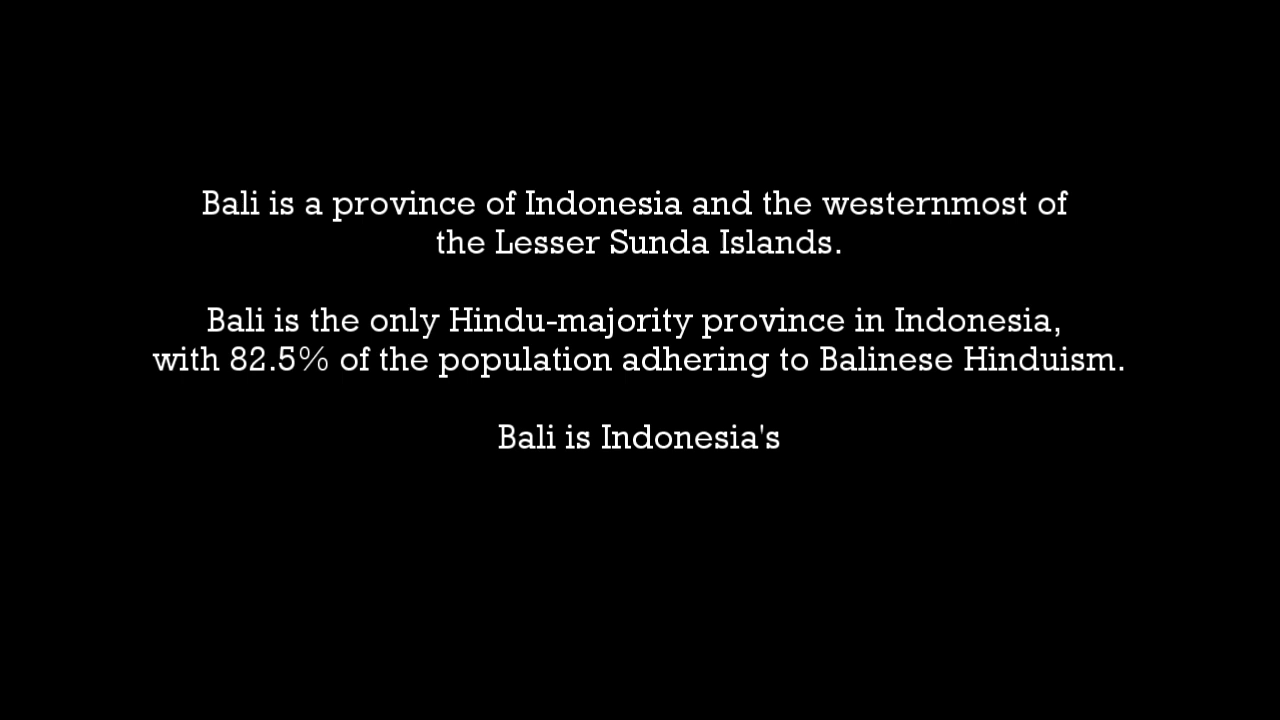 Bali is a province of Indonesia and the westernmost of
the Lesser Sunda Islands.
Bali is the only Hindu-majority province in Indonesia,
with 82.5% of the population adhering to Balinese Hinduism.
Bali is Indonesia's